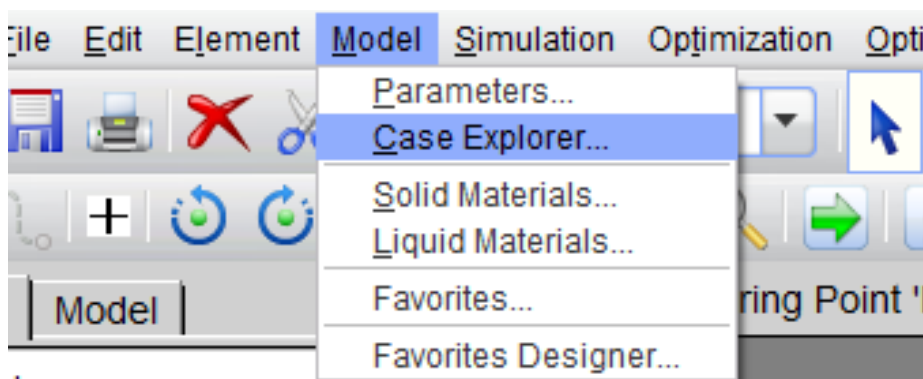 File Edit Element Model Simulation Optimization Opti
Parameters...
Case Explorer...
Solid Materials...
Liquid Materials...
Favorites...
Favorites Designer...
Model
ring Point '